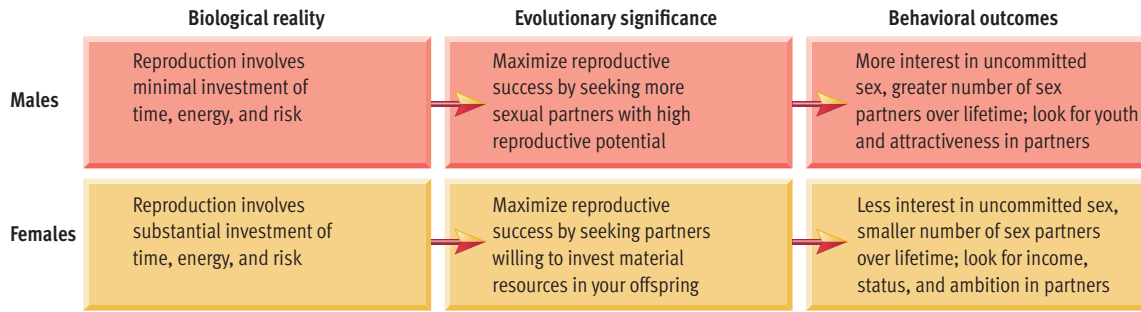 Biological reality
Evolutionary significance
Behavioral outcomes
Males
Reproduction involves
minimal investment of
time, energy, and risk
Maximize reproductive
success by seeking more
sexual partners with high
reproductive potential
More interest in uncommitted
sex, greater number of sex
partners over lifetime; look for youth
and attractiveness in partners
Females
Reproduction involves
substantial investment of
time, energy, and risk
Maximize reproductive
success by seeking partners
willing to invest material
resources in your offspring
Less interest in uncommitted sex,
smaller number of sex partners
over lifetime; look for income,
status, and ambition in partners